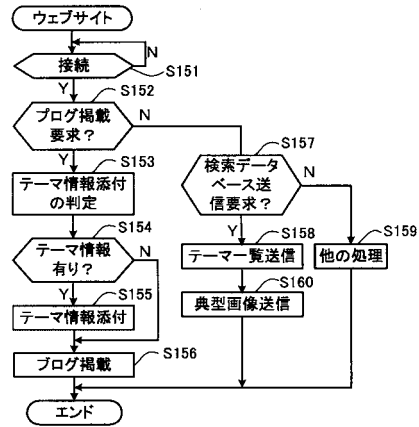 ウェブサイト
N
接続
S151
Y
S152
ブログ掲載
要求？
N
Y
S153
テーマ情報添付
の判定
S154
テーマ情報
有り？
N
Y
S155
テーマ情報添付
ブログ掲載
S156
エンド
S157
検索データ
ベース送
信要求？
N
Y
S158
テーマ一覧送信
S159
他の処理
S160
典型画像送信